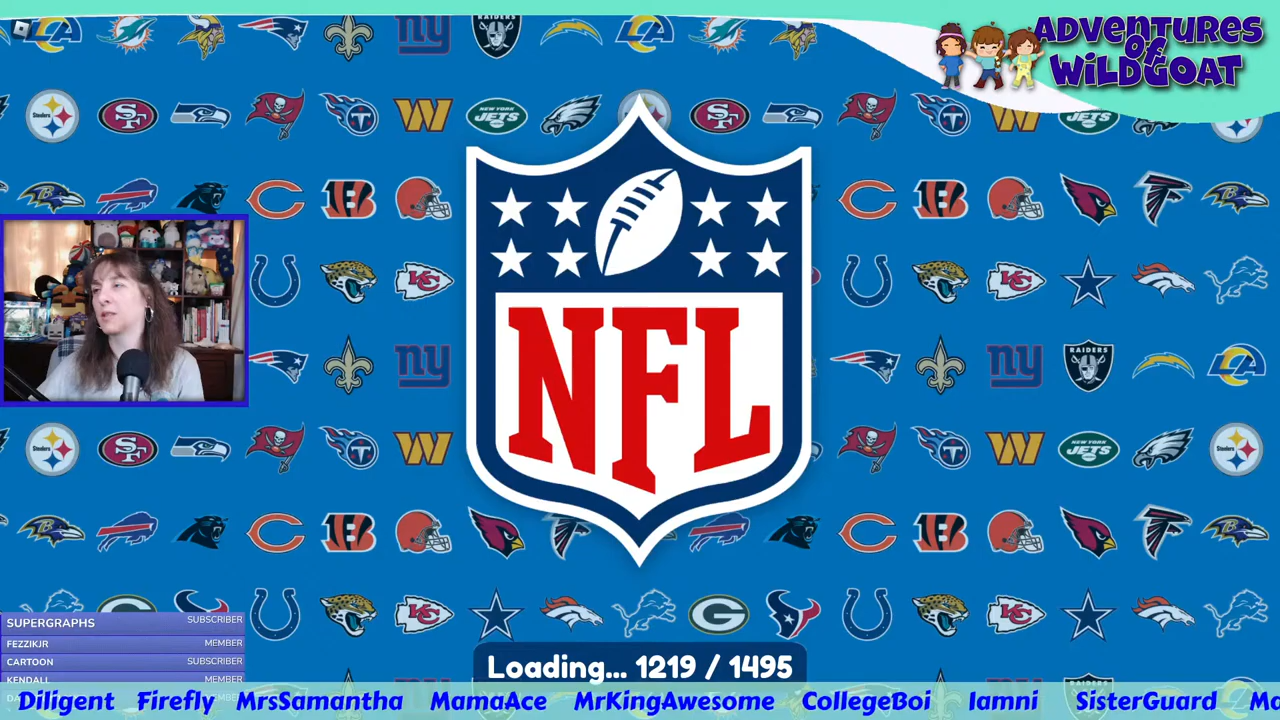 ADVENTURES
of
WILDGOAT
NFL
SUPERGRAPHS SUBSCRIBER
FEZZIKJR MEMBER
CARTOON SUBSCRIBER
KENDALL MEMBER
Loading... 1219 / 1495
Diligent Firefly MrsSamantha MamaAce MrKingAwesome CollegeBoi Iamni SisterGuard